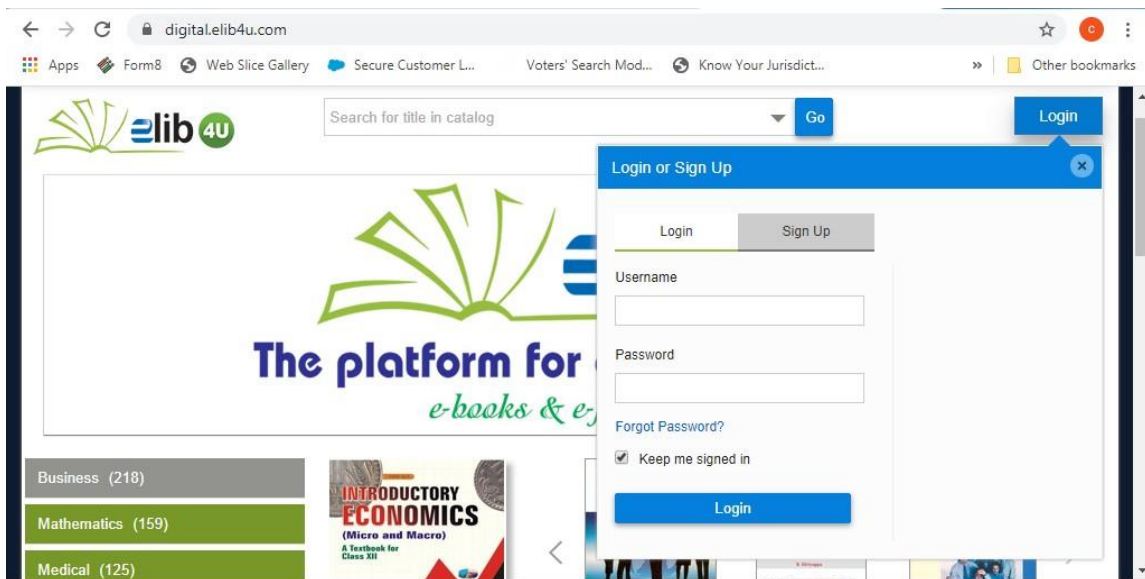 digital.elib4u.com
C
Apps Form8 Web Slice Gallery Secure Customer L... Voters' Search Mod... Know Your Jurisdict... » Other bookmarks
elib 4U
Search for title in catalog
Go
Login
Login or Sign Up
Login Sign Up
Username
Password
Forgot Password?
Keep me signed in
Login
The platform for
e-books & e-
Business (218)
Mathematics (159)
Medical (125)
INTRODUCTORY
ECONOMICS
(Micro and Macro)
A Textbook for
Class XII